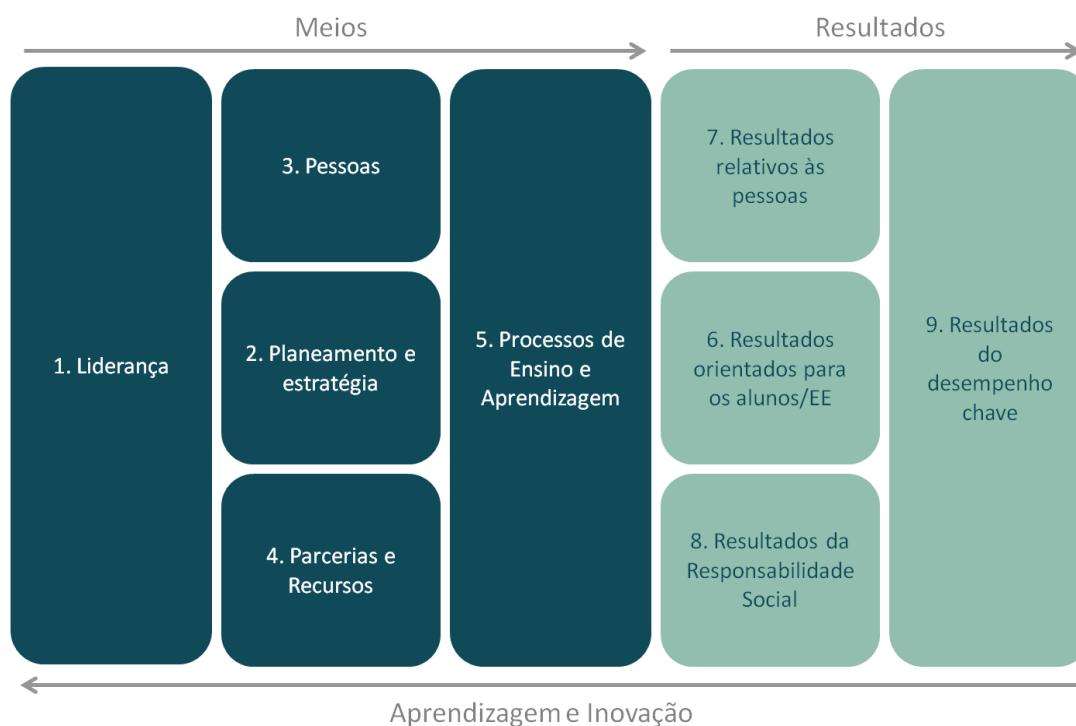 Meios
Resultados
1. Liderança
3. Pessoas
2. Planeamento e
estratégia
4. Parcerias e
Recursos
5. Processos de
Ensino e
Aprendizagem
7. Resultados
relativos às
pessoas
6. Resultados
orientados para
os alunos/EE
8. Resultados da
Responsabilidade
Social
9. Resultados
do
desempenho
chave
Aprendizagem e Inovação